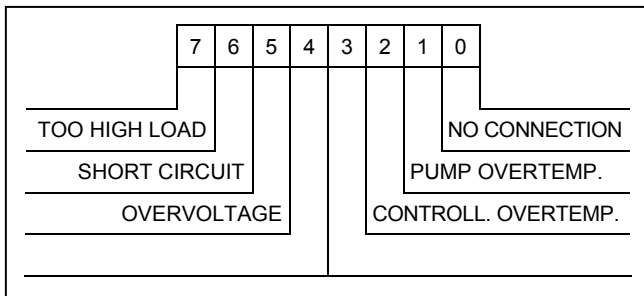 7 6 5 4 3 2 1 0
TOO HIGH LOAD NO CONNECTION
SHORT CIRCUIT PUMP OVERTEMP.
OVERVOLTAGE CONTROLL. OVERTEMP.